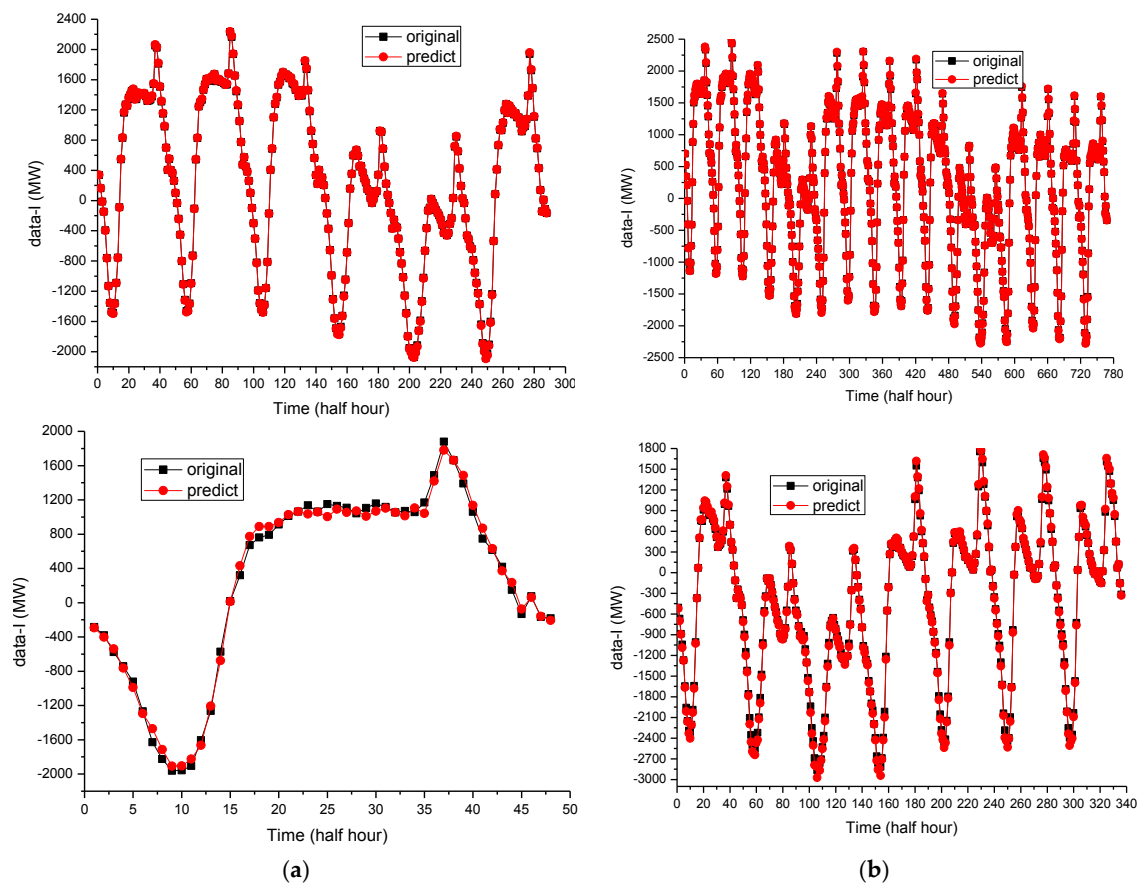 2400
2000
1600
1200
800
400
0
-400
-800
-1200
-1600
-2000
data-I (MW)
original
predict
0 20 40 60 80 100 120 140 160 180 200 220 240 260 280 300
Time (half hour)
2500
2000
1500
1000
500
0
-500
-1000
-1500
-2000
-2500
data-I (MW)
original
predict
0 60 120 180 240 300 360 420 480 540 600 660 720 780
Time (half hour)
2000
1600
1200
800
400
0
-400
-800
-1200
-1600
-2000
data-I (MW)
original
predict
0 5 10 15 20 25 30 35 40 45 50
Time (half hour)
(a)
1800
1500
1200
900
600
300
0
-300
-600
-900
-1200
-1500
-1800
-2100
-2400
-2700
-3000
data-I (MW)
original
predict
0 20 40 60 80 100 120 140 160 180 200 220 240 260 280 300 320 340
Time (half hour)
(b)